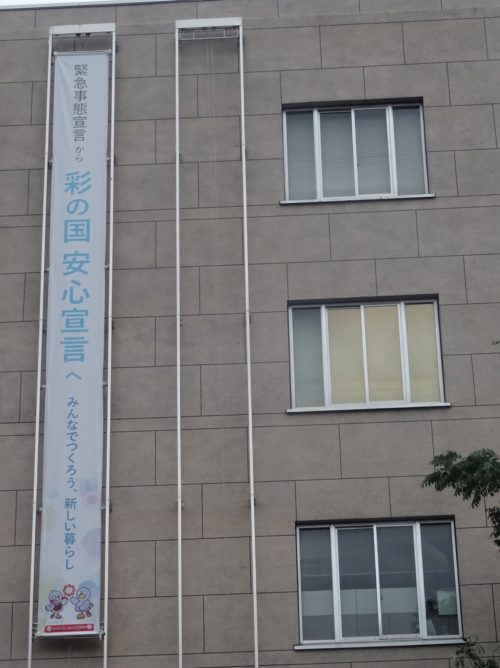 緊急事態宣言から
彩の国 安心宣言へ
みんなでつくろう、新しい暮らし